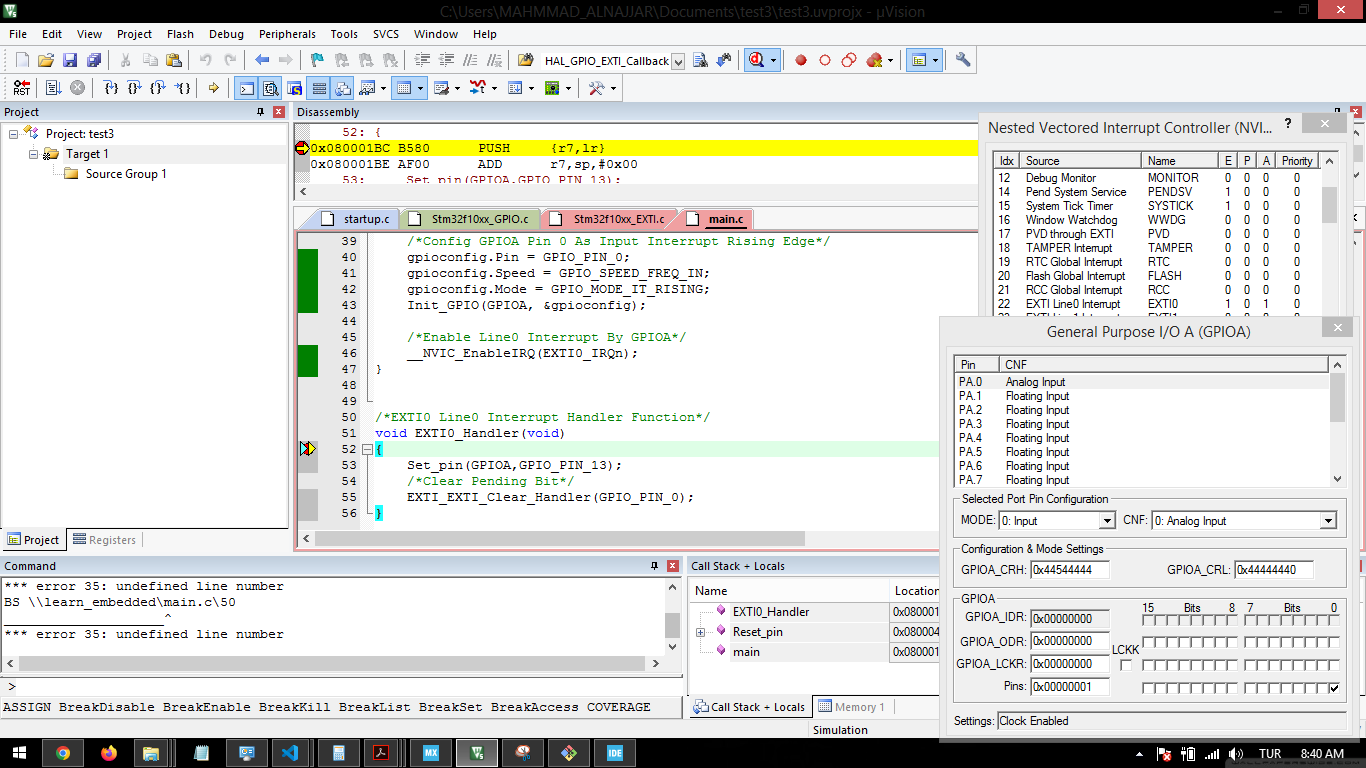 C:\Users\MAHMMAD_ALNAJJAR\Documents\test3\test3.uvprojx - µVision
File Edit View Project Flash Debug Peripherals Tools SVCS Window Help
HAL_GPIO_EXTI_Callback
RST
Project
Project: test3
Target 1
Source Group 1
Project Registers
Disassembly
52: {
0x080001BC B580 PUSH {r7,lr}
0x080001BE AF00 ADD r7,sp,#0x00
53: Set_pin(GPIOA,GPIO_PIN_13);
startup.c Stm32f10xx_GPIO.c Stm32f10xx_EXTI.c main.c
39 /*Config GPIOA Pin 0 As Input Interrupt Rising Edge*/
40 gpioconfig.Pin = GPIO_PIN_0;
41 gpioconfig.Speed = GPIO_SPEED_FREQ_IN;
42 gpioconfig.Mode = GPIO_MODE_IT_RISING;
43 Init_GPIO(GPIOA, &gpioconfig);
44
45 /*Enable Line0 Interrupt By GPIOA*/
46 __NVIC_EnableIRQ(EXTI0_IRQn);
47 }
48
49
50 /*EXTI0 Line0 Interrupt Handler Function*/
51 void EXTI0_Handler(void)
52 {
53 Set_pin(GPIOA,GPIO_PIN_13);
54 /*Clear Pending Bit*/
55 EXTI_EXTI_Clear_Handler(GPIO_PIN_0);
56 }
Nested Vectored Interrupt Controller (NVI...
Idx Source Name E P A Priority
12 Debug Monitor MONITOR 0 0 0 0
14 Pend System Service PENDSV 1 0 0 0
15 System Tick Timer SYSTICK 1 0 0 0
16 Window Watchdog WWDG 0 0 0 0
17 PVD through EXTI PVD 0 0 0 0
18 TAMPER Interrupt TAMPER 0 0 0 0
19 RTC Global Interrupt RTC 0 0 0 0
20 Flash Global Interrupt FLASH 0 0 0 0
21 RCC Global Interrupt RCC 0 0 0 0
22 EXTI Line0 Interrupt EXTI0 1 0 1 0
General Purpose I/O A (GPIOA)
Pin CNF
PA.0 Analog Input
PA.1 Floating Input
PA.2 Floating Input
PA.3 Floating Input
PA.4 Floating Input
PA.5 Floating Input
PA.6 Floating Input
PA.7 Floating Input
Selected Port Pin Configuration
MODE: 0: Input CNF: 0: Analog Input
Configuration & Mode Settings
GPIOA_CRH: 0x44544444 GPIOA_CRL: 0x44444440
GPIOA
15 Bits 8 7 Bits 0
GPIOA_IDR: 0x00000000
GPIOA_ODR: 0x00000000
LCKK
GPIOA_LCKR: 0x00000000
Pins: 0x00000001
Settings: Clock Enabled
Command
*** error 35: undefined line number
BS \\learn_embedded\main.c\50
_____________________^
*** error 35: undefined line number
>
ASSIGN BreakDisable BreakEnable BreakKill BreakList BreakSet BreakAccess COVERAGE
Call Stack + Locals
Name Location
EXTI0_Handler 0x080001
Reset_pin 0x080004
main 0x080001
Call Stack + Locals Memory 1
Simulation
MX IDE
TUR 8:40 AM